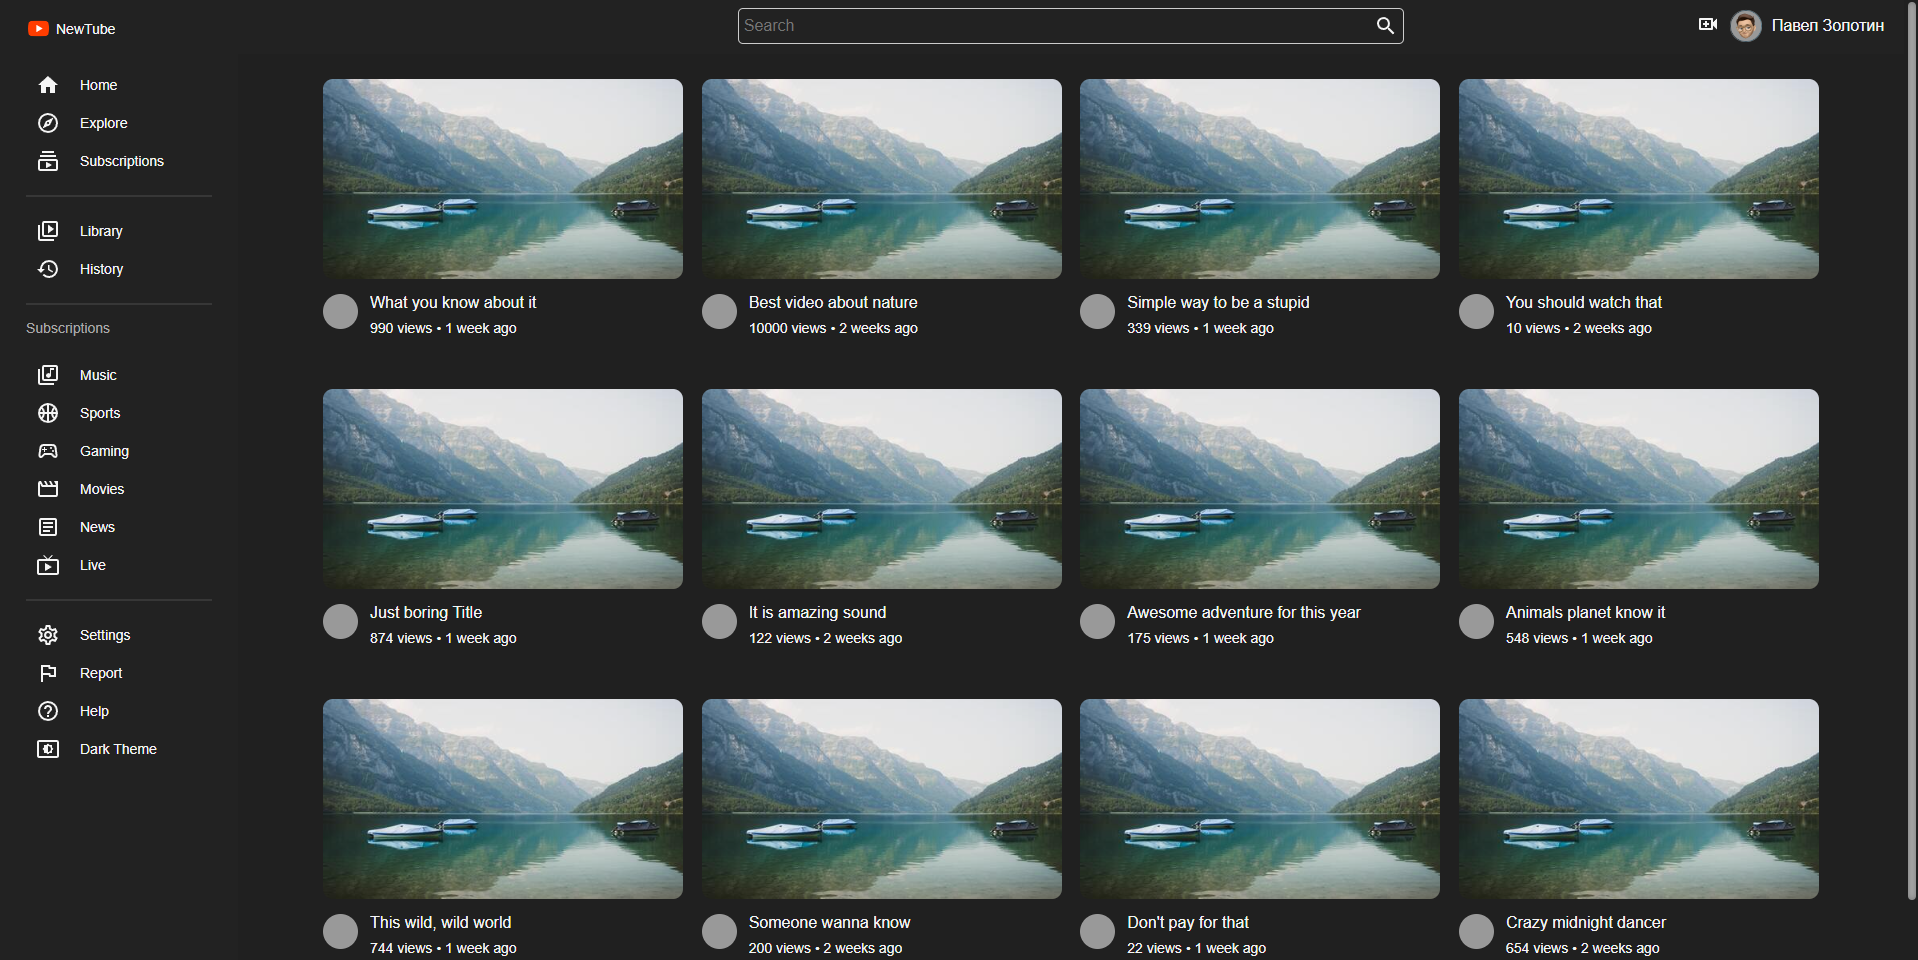 NewTube
Search
Павел Золотин
Home
Explore
Subscriptions
Library
History
Subscriptions
Music
Sports
Gaming
Movies
News
Live
Settings
Report
Help
Dark Theme
What you know about it
990 views • 1 week ago
Best video about nature
10000 views • 2 weeks ago
Simple way to be a stupid
339 views • 1 week ago
You should watch that
10 views • 2 weeks ago
Just boring Title
874 views • 1 week ago
It is amazing sound
122 views • 2 weeks ago
Awesome adventure for this year
175 views • 1 week ago
Animals planet know it
548 views • 1 week ago
This wild, wild world
744 views • 1 week ago
Someone wanna know
200 views • 2 weeks ago
Don't pay for that
22 views • 1 week ago
Crazy midnight dancer
654 views • 2 weeks ago